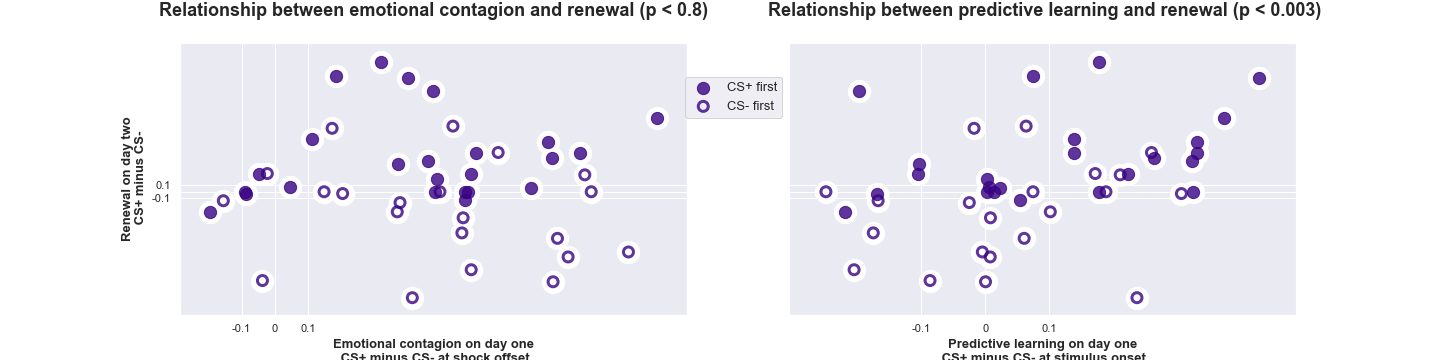 Relationship between emotional contagion and renewal (p < 0.8)
Renewal on day two
CS+ minus CS-
0.1
-0.1
-0.1 0 0.1
Emotional contagion on day one
CS+ minus CS- at shock offset
CS+ first
CS- first
Relationship between predictive learning and renewal (p < 0.003)
-0.1 0 0.1
Predictive learning on day one
CS+ minus CS- at stimulus onset